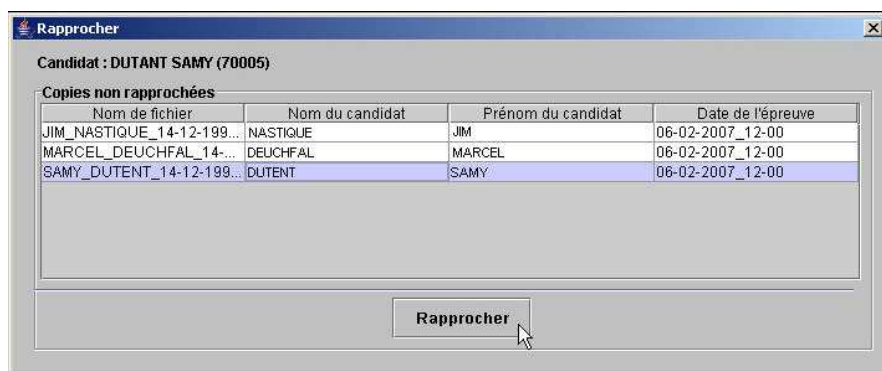 Rapprocher
Candidat : DUTANT SAMY (70005)
Copies non rapprochées
Nom de fichier Nom du candidat Prénom du candidat Date de l'épreuve
JIM_NASTIQUE_14-12-199... NASTIQUE JIM 06-02-2007_12-00
MARCEL_DEUCHFAL_14-... DEUCHFAL MARCEL 06-02-2007_12-00
SAMY_DUTENT_14-12-199... DUTENT SAMY 06-02-2007_12-00
Rapprocher